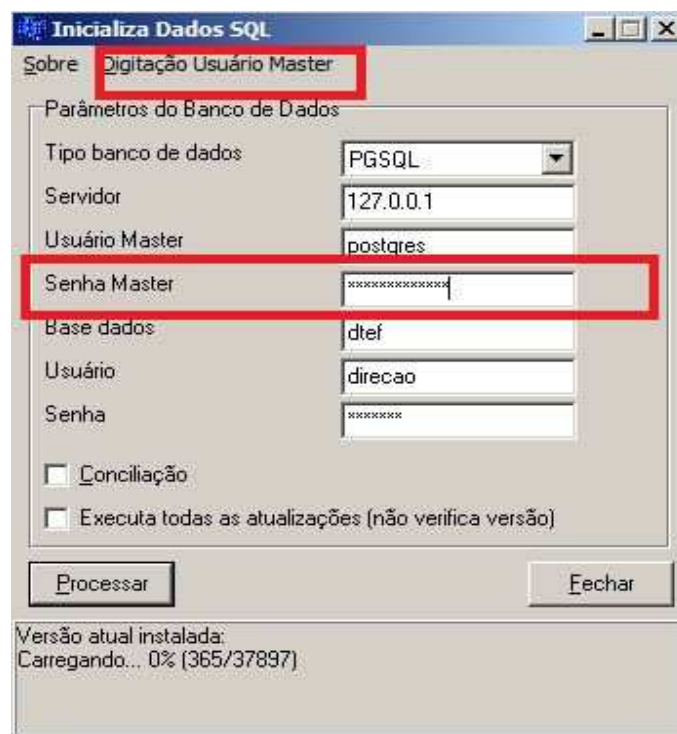 Inicializa Dados SQL
Sobre Digitação Usuário Master
Parâmetros do Banco de Dados
Tipo banco de dados PGSQL
Servidor 127.0.0.1
Usuário Master postgres
Senha Master *************
Base dados dtef
Usuário direcao
Senha *******
Conciliação
Executa todas as atualizações (não verifica versão)
Processar Fechar
Versão atual instalada:
Carregando... 0% (365/37897)